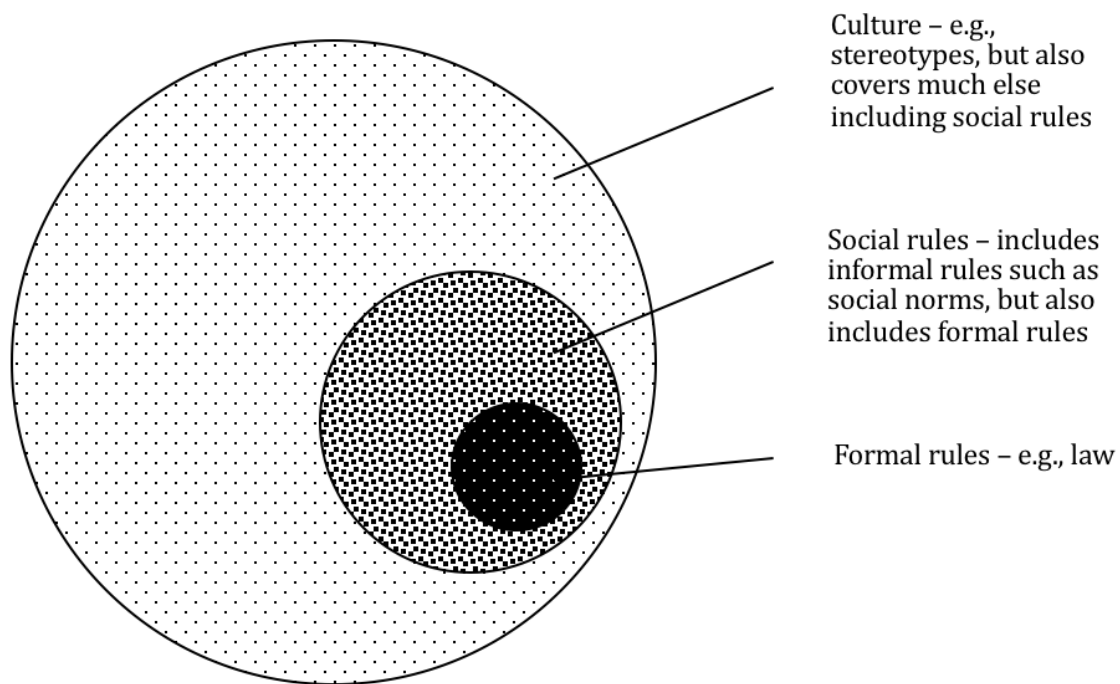 Culture – e.g.,
stereotypes, but also
covers much else
including social rules
Social rules – includes
informal rules such as
social norms, but also
includes formal rules
Formal rules – e.g., law